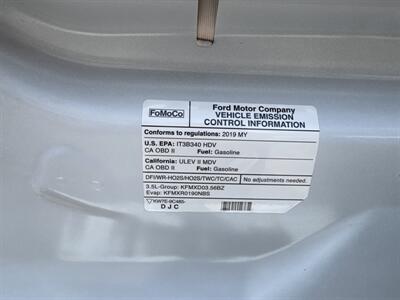 FoMoCo
Ford Motor Company
VEHICLE EMISSION
CONTROL INFORMATION
Conforms to regulations: 2019 MY
U.S. EPA: IT3B340 HDV
CA OBD II Fuel: Gasoline
California: ULEV II MDV
CA OBD II Fuel: Gasoline
DFI/WR-HO2S/HO2S/TWC/TC/CAC No adjustments needed.
3.5L-Group: KFMXD03.56BZ
Evap: KFMXR0190NBS
KW7E-9C485-
DJC